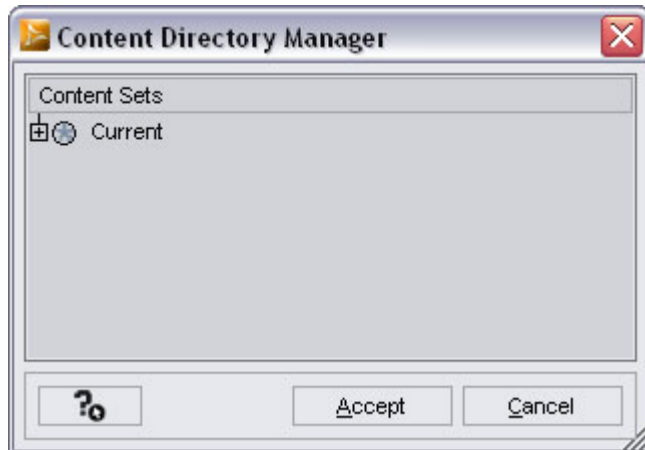 Content Directory Manager
Content Sets
Current
?
Accept
Cancel